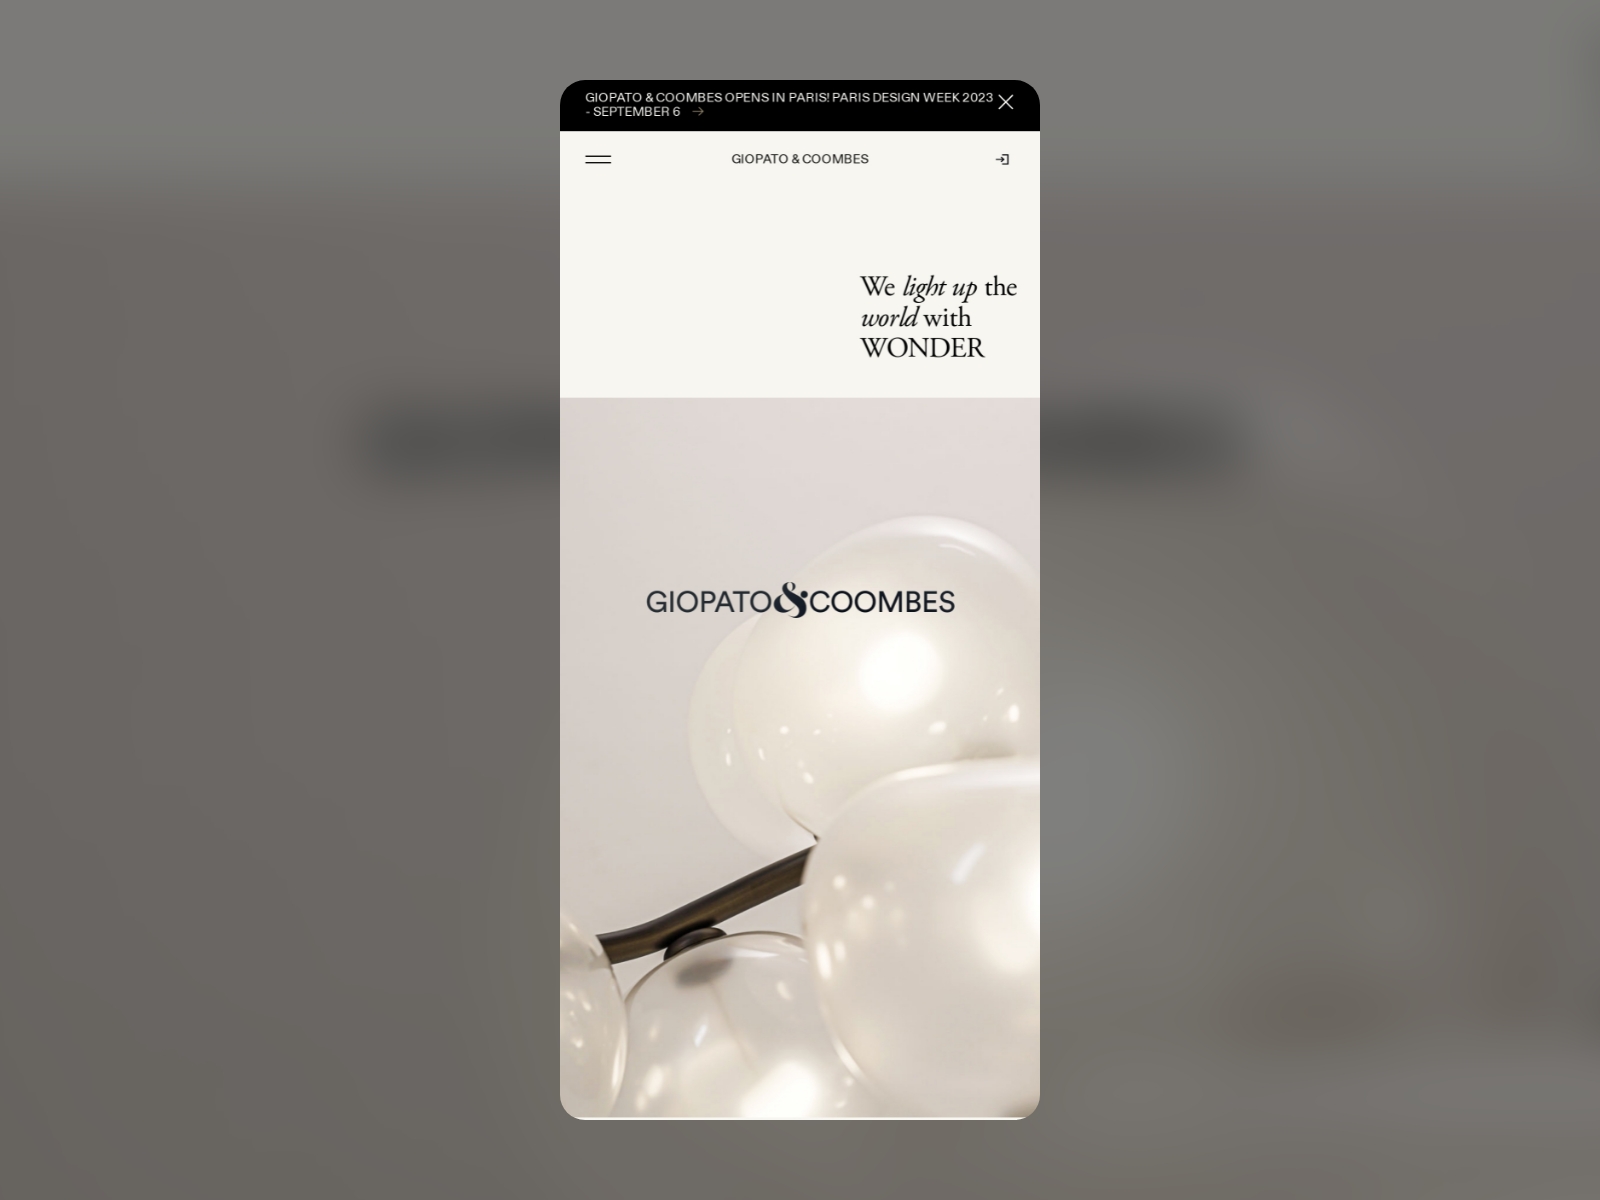 GIOPATO & COOMBES OPENS IN PARIS! PARIS DESIGN WEEK 2023
- SEPTEMBER 6 →
GIOPATO & COOMBES
We light up the
world with
WONDER
GIOPATO&COOMBES